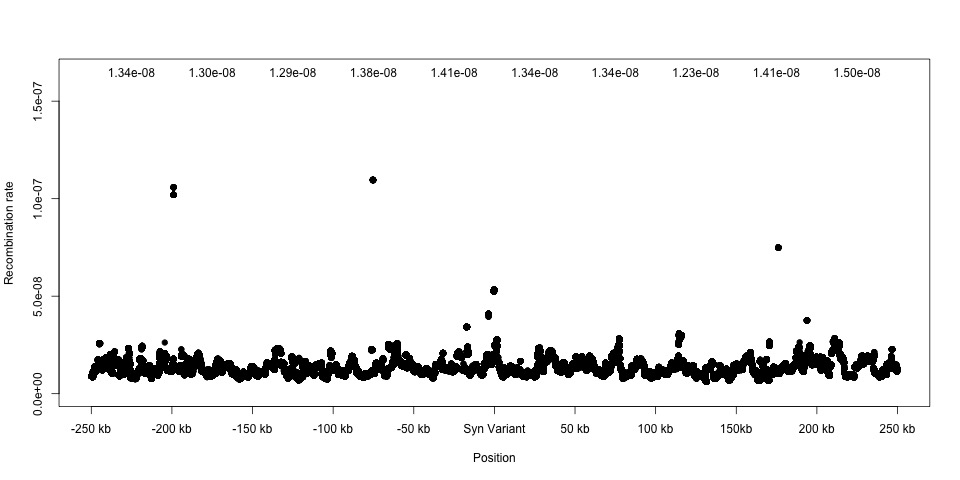 1.34e-08 1.30e-08 1.29e-08 1.38e-08 1.41e-08 1.34e-08 1.34e-08 1.23e-08 1.41e-08 1.50e-08
Recombination rate
1.5e-07
1.0e-07
5.0e-08
0.0e+00
-250 kb -200 kb -150 kb -100 kb -50 kb Syn Variant 50 kb 100 kb 150kb 200 kb 250 kb
Position